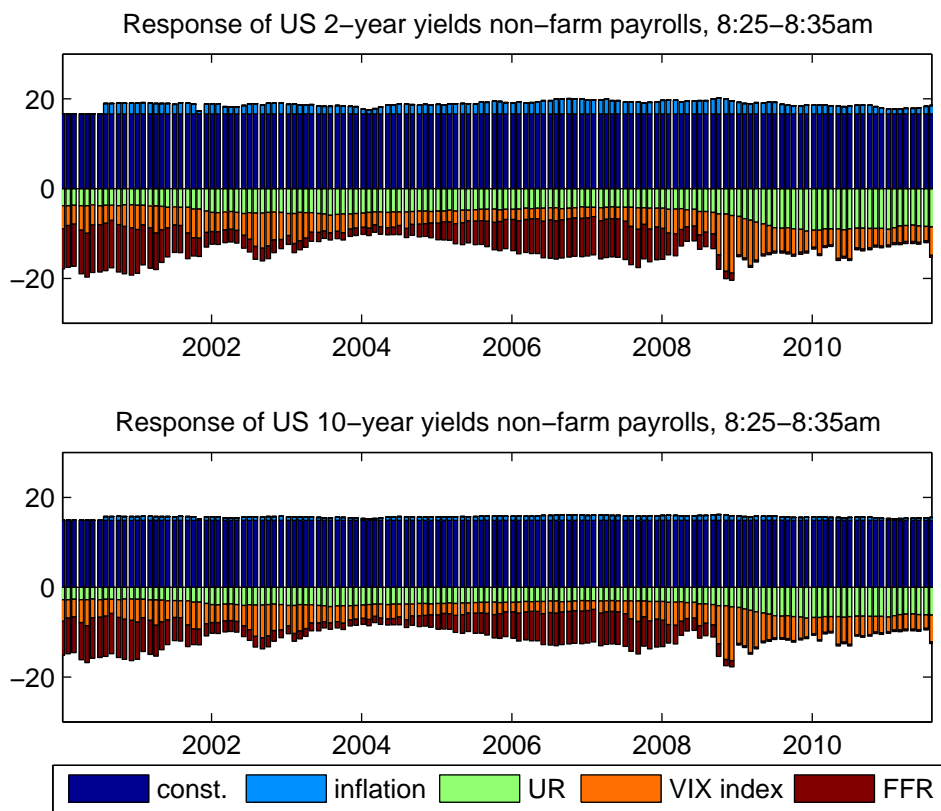 Response of US 2−year yields non−farm payrolls, 8:25−8:35am
20
0
−20
2002 2004 2006 2008 2010
Response of US 10−year yields non−farm payrolls, 8:25−8:35am
20
0
−20
2002 2004 2006 2008 2010
const. inflation UR VIX index FFR